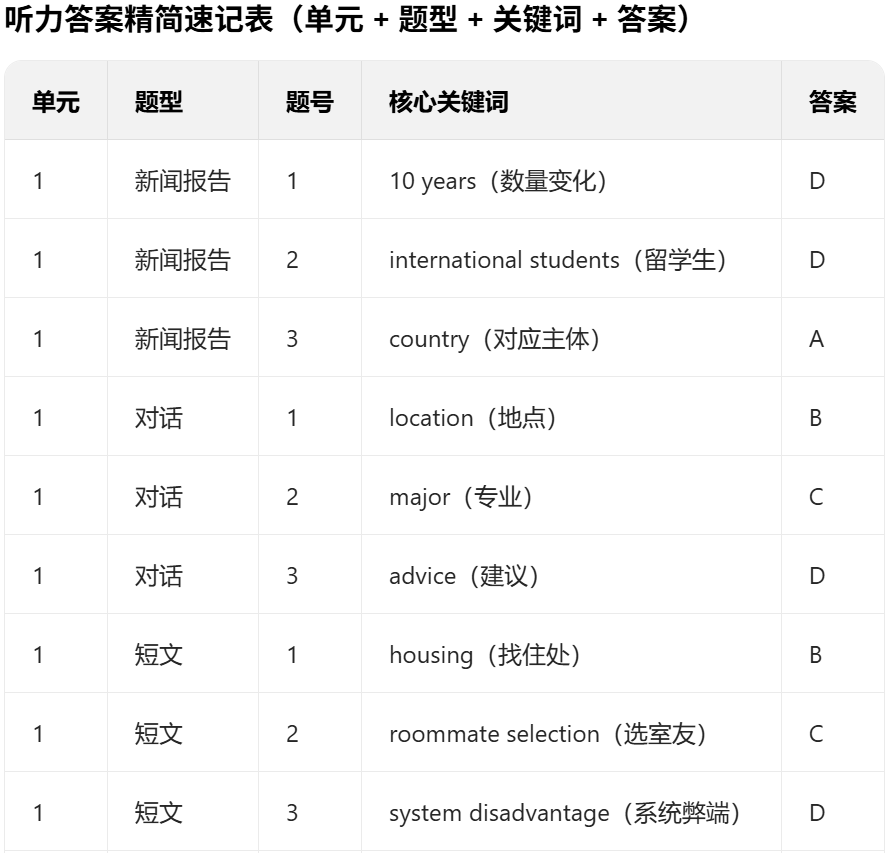 听力答案精简速记表（单元 + 题型 + 关键词 + 答案）
单元 题型 题号 核心关键词 答案
1 新闻报告 1 10 years（数量变化） D
1 新闻报告 2 international students（留学生） D
1 新闻报告 3 country（对应主体） A
1 对话 1 location（地点） B
1 对话 2 major（专业） C
1 对话 3 advice（建议） D
1 短文 1 housing（找住处） B
1 短文 2 roommate selection（选室友） C
1 短文 3 system disadvantage（系统弊端） D